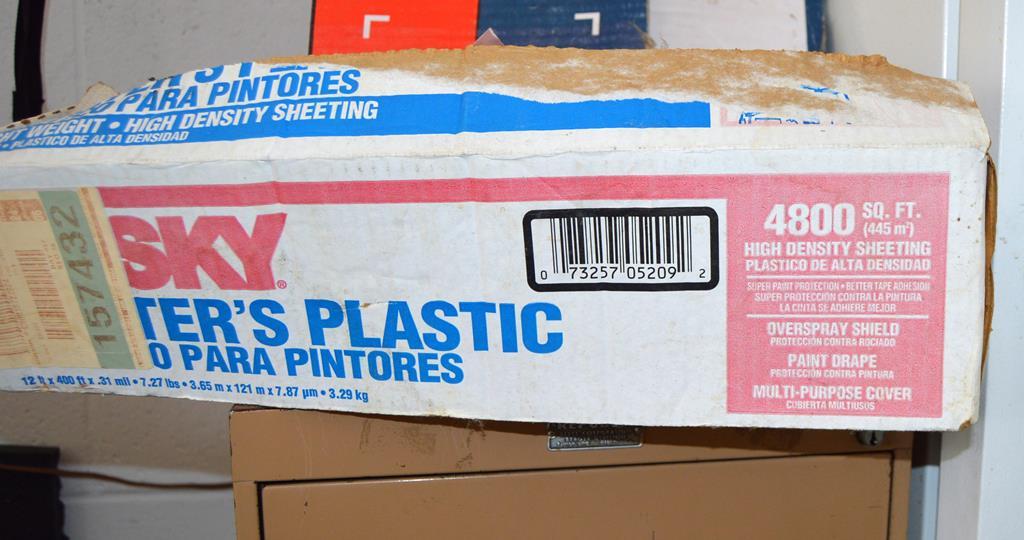 PARA PINTORES
WEIGHT • HIGH DENSITY SHEETING
• PLASTICO DE ALTA DENSIDAD
157432
SKY®
TER'S PLASTIC
O PARA PINTORES
12 ft x 400 ft x .31 mil • 7.27 lbs • 3.65 m x 121 m x 7.87 µm • 3.29 kg
0 73257 05209 2
4800 SQ. FT.
(445 m²)
HIGH DENSITY SHEETING
PLASTICO DE ALTA DENSIDAD
SUPER PAINT PROTECTION • BETTER TAPE ADHESION
SUPER PROTECCIÓN CONTRA LA PINTURA
LA CINTA SE ADHIERE MEJOR
OVERSPRAY SHIELD
PROTECCIÓN CONTRA ROCIADO
PAINT DRAPE
PROTECCIÓN CONTRA PINTURA
MULTI-PURPOSE COVER
CUBIERTA MULTIUSOS